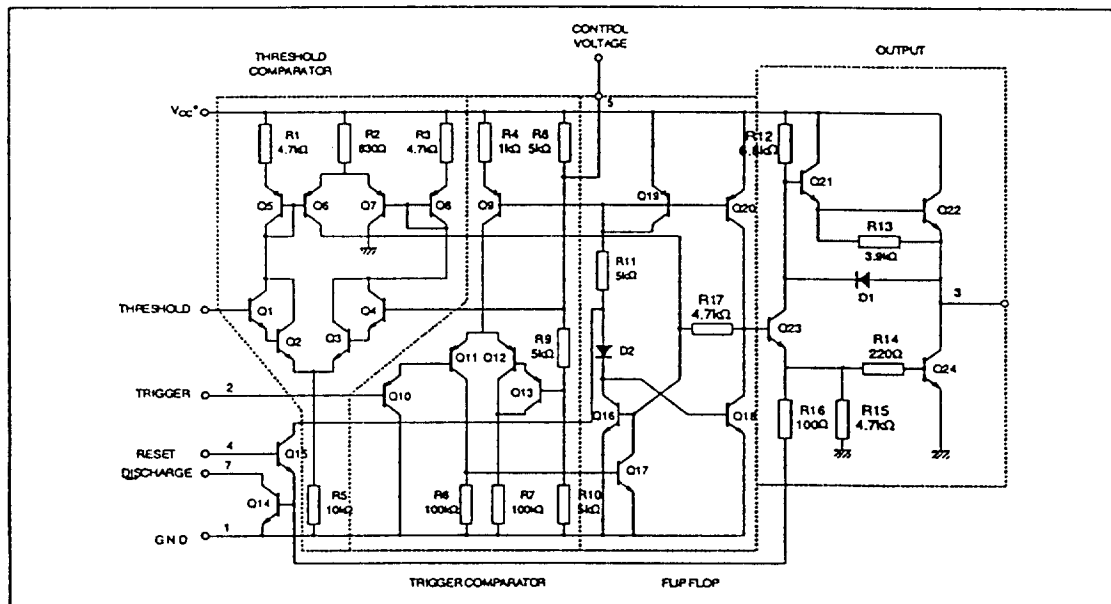 CONTROL
VOLTAGE
OUTPUT
THRESHOLD
COMPARATOR
5
Vcc+
R1
4.7kΩ
R2
830Ω
R3
4.7kΩ
R4
1kΩ
R8
5kΩ
R12
6.8kΩ
Q21
Q5
Q6
Q7
Q8
Q9
Q19
Q20
Q22
R13
3.9kΩ
R11
5kΩ
D1
3
THRESHOLD
Q1
Q4
R17
4.7kΩ
Q23
Q2
Q3
R9
5kΩ
D2
R14
220Ω
Q11
Q12
Q24
TRIGGER
2
Q10
Q13
Q16
Q18
R16
100Ω
R15
4.7kΩ
RESET
4
Q15
DISCHARGE
7
Q17
Q14
R5
10kΩ
R6
100kΩ
R7
100kΩ
R10
5kΩ
GND
1
TRIGGER COMPARATOR
FLIP FLOP